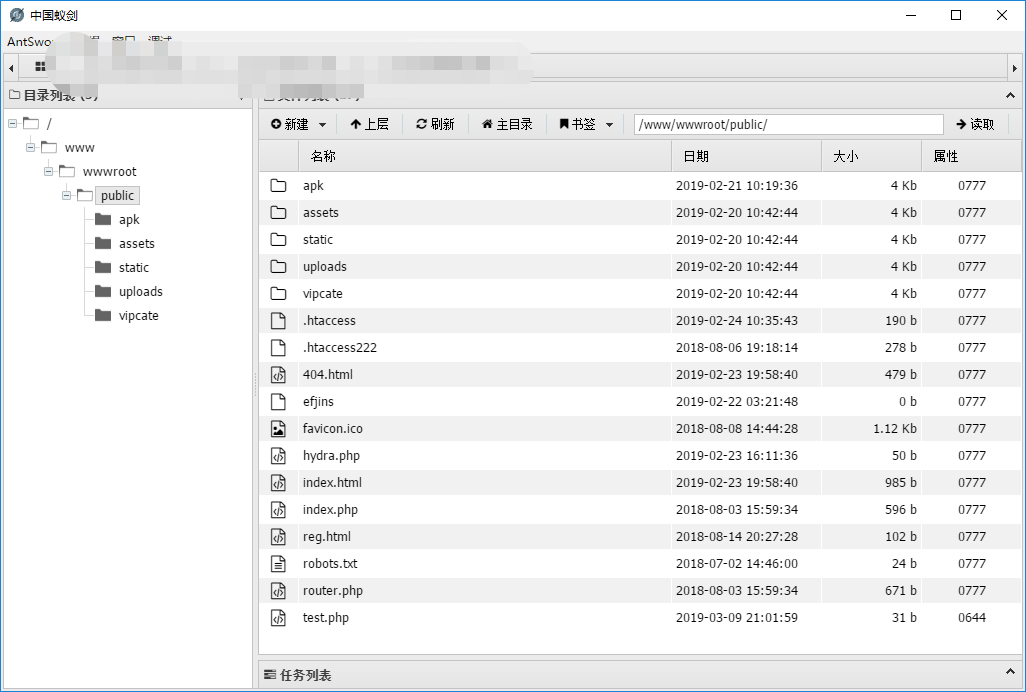 中国蚁剑
AntSwo
目录列表
新建 上层 刷新 主目录 书签 /www/wwwroot/public/ 读取
/
www
wwwroot
public
apk
assets
static
uploads
vipcate
名称 日期 大小 属性
apk 2019-02-21 10:19:36 4 Kb 0777
assets 2019-02-20 10:42:44 4 Kb 0777
static 2019-02-20 10:42:44 4 Kb 0777
uploads 2019-02-20 10:42:44 4 Kb 0777
vipcate 2019-02-20 10:42:44 4 Kb 0777
.htaccess 2019-02-24 10:35:43 190 b 0777
.htaccess222 2018-08-06 19:18:14 278 b 0777
404.html 2019-02-23 19:58:40 479 b 0777
efjins 2019-02-22 03:21:48 0 b 0777
favicon.ico 2018-08-08 14:44:28 1.12 Kb 0777
hydra.php 2019-02-23 16:11:36 50 b 0777
index.html 2019-02-23 19:58:40 985 b 0777
index.php 2018-08-03 15:59:34 596 b 0777
reg.html 2018-08-14 20:27:28 102 b 0777
robots.txt 2018-07-02 14:46:00 24 b 0777
router.php 2018-08-03 15:59:34 671 b 0777
test.php 2019-03-09 21:01:59 31 b 0644
任务列表